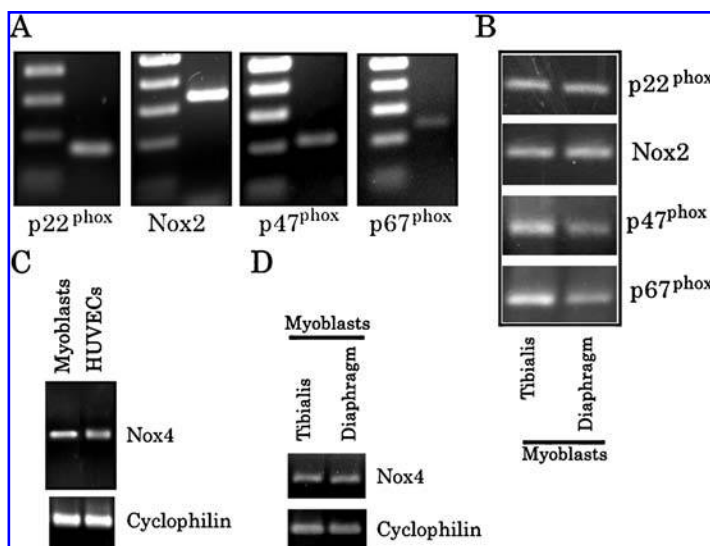 A
p22phox
Nox2
p47phox
p67phox
B
p22phox
Nox2
p47phox
p67phox
Tibialis
Diaphragm
Myoblasts
C
Myoblasts
HUVECs
Nox4
Cyclophilin
D
Myoblasts
Tibialis
Diaphragm
Nox4
Cyclophilin